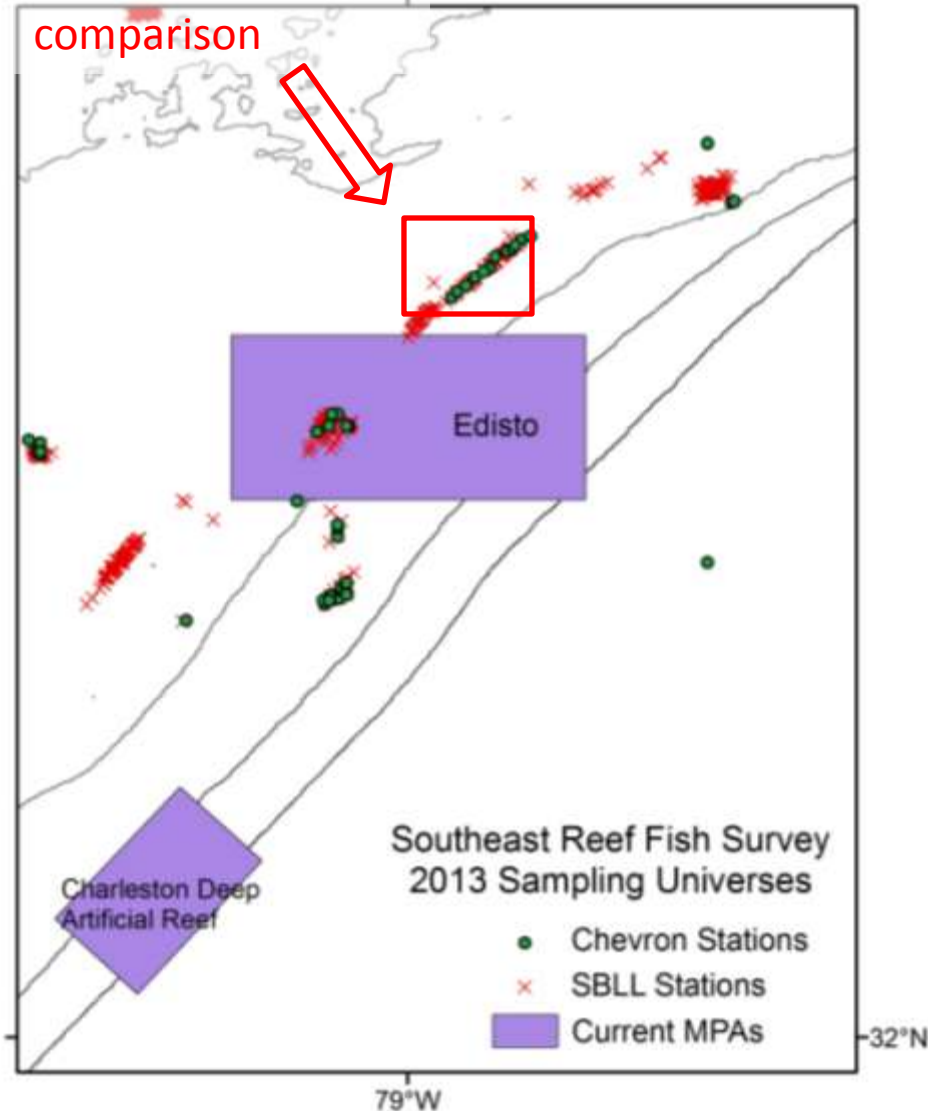 comparison
Edisto
Southeast Reef Fish Survey
2013 Sampling Universes
Charleston Deep
Artificial Reef
Chevron Stations
SBLL Stations
Current MPAs
32°N
79°W